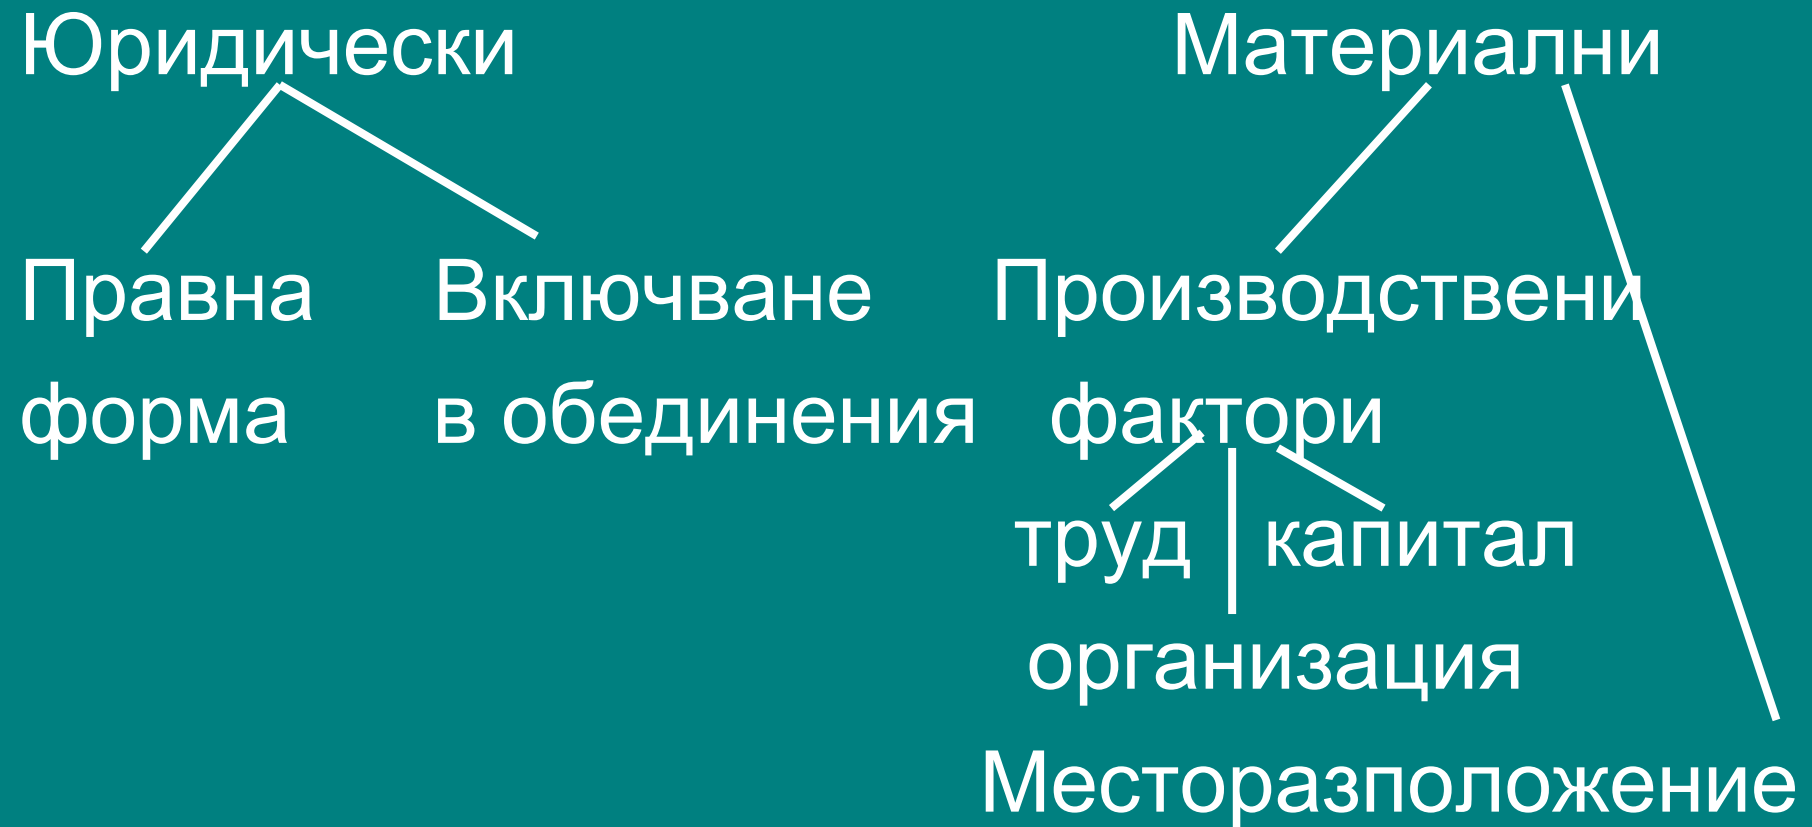 Юридически Материални
Правна Включване Производствени
форма в обединения фактори
труд капитал
организация
Месторазположение